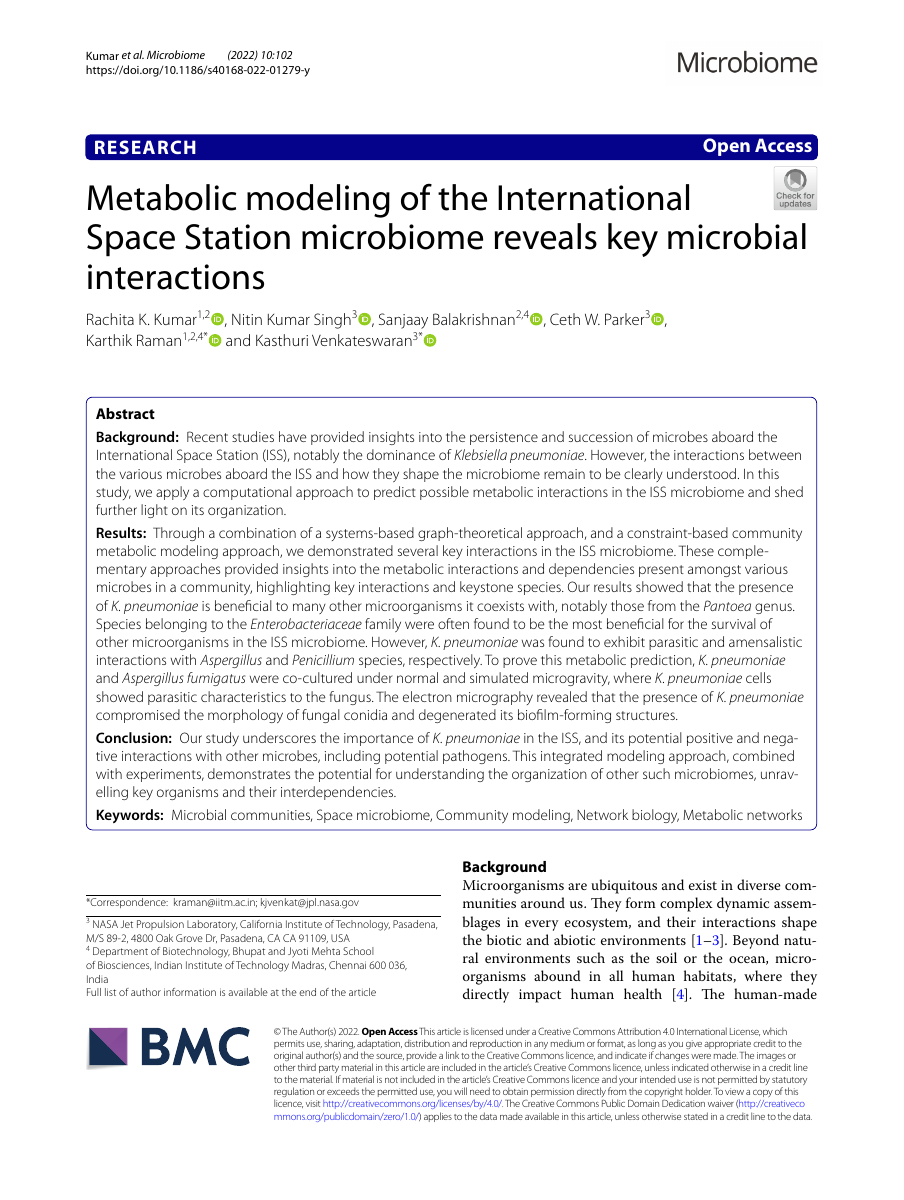 Kumar et al. Microbiome (2022) 10:102
https://doi.org/10.1186/s40168-022-01279-y
Microbiome
RESEARCH
Open Access
Check for
updates
Metabolic modeling of the International
Space Station microbiome reveals key microbial
interactions
Rachita K. Kumar1,2, Nitin Kumar Singh3, Sanjaay Balakrishnan2,4, Ceth W. Parker3,
Karthik Raman1,2,4* and Kasthuri Venkateswaran3*
Abstract
Background: Recent studies have provided insights into the persistence and succession of microbes aboard the
International Space Station (ISS), notably the dominance of Klebsiella pneumoniae. However, the interactions between
the various microbes aboard the ISS and how they shape the microbiome remain to be clearly understood. In this
study, we apply a computational approach to predict possible metabolic interactions in the ISS microbiome and shed
further light on its organization.
Results: Through a combination of a systems-based graph-theoretical approach, and a constraint-based community
metabolic modeling approach, we demonstrated several key interactions in the ISS microbiome. These comple-
mentary approaches provided insights into the metabolic interactions and dependencies present amongst various
microbes in a community, highlighting key interactions and keystone species. Our results showed that the presence
of K. pneumoniae is beneficial to many other microorganisms it coexists with, notably those from the Pantoea genus.
Species belonging to the Enterobacteriaceae family were often found to be the most beneficial for the survival of
other microorganisms in the ISS microbiome. However, K. pneumoniae was found to exhibit parasitic and amensalistic
interactions with Aspergillus and Penicillium species, respectively. To prove this metabolic prediction, K. pneumoniae
and Aspergillus fumigatus were co-cultured under normal and simulated microgravity, where K. pneumoniae cells
showed parasitic characteristics to the fungus. The electron micrography revealed that the presence of K. pneumoniae
compromised the morphology of fungal conidia and degenerated its biofilm-forming structures.
Conclusion: Our study underscores the importance of K. pneumoniae in the ISS, and its potential positive and nega-
tive interactions with other microbes, including potential pathogens. This integrated modeling approach, combined
with experiments, demonstrates the potential for understanding the organization of other such microbiomes, unrav-
elling key organisms and their interdependencies.
Keywords: Microbial communities, Space microbiome, Community modeling, Network biology, Metabolic networks
*Correspondence: kraman@iitm.ac.in; kjvenkat@jpl.nasa.gov
3 NASA Jet Propulsion Laboratory, California Institute of Technology, Pasadena,
M/S 89-2, 4800 Oak Grove Dr, Pasadena, CA CA 91109, USA
4 Department of Biotechnology, Bhupat and Jyoti Mehta School
of Biosciences, Indian Institute of Technology Madras, Chennai 600 036,
India
Full list of author information is available at the end of the article
Background
Microorganisms are ubiquitous and exist in diverse com-
munities around us. They form complex dynamic assem-
blages in every ecosystem, and their interactions shape
the biotic and abiotic environments [1–3]. Beyond natu-
ral environments such as the soil or the ocean, micro-
organisms abound in all human habitats, where they
directly impact human health [4]. The human-made
BMC
© The Author(s) 2022. Open Access This article is licensed under a Creative Commons Attribution 4.0 International License, which
permits use, sharing, adaptation, distribution and reproduction in any medium or format, as long as you give appropriate credit to the
original author(s) and the source, provide a link to the Creative Commons licence, and indicate if changes were made. The images or
other third party material in this article are included in the article's Creative Commons licence, unless indicated otherwise in a credit line
to the material. If material is not included in the article's Creative Commons licence and your intended use is not permitted by statutory
regulation or exceeds the permitted use, you will need to obtain permission directly from the copyright holder. To view a copy of this
licence, visit http://creativecommons.org/licenses/by/4.0/. The Creative Commons Public Domain Dedication waiver (http://creativeco
mmons.org/publicdomain/zero/1.0/) applies to the data made available in this article, unless otherwise stated in a credit line to the data.